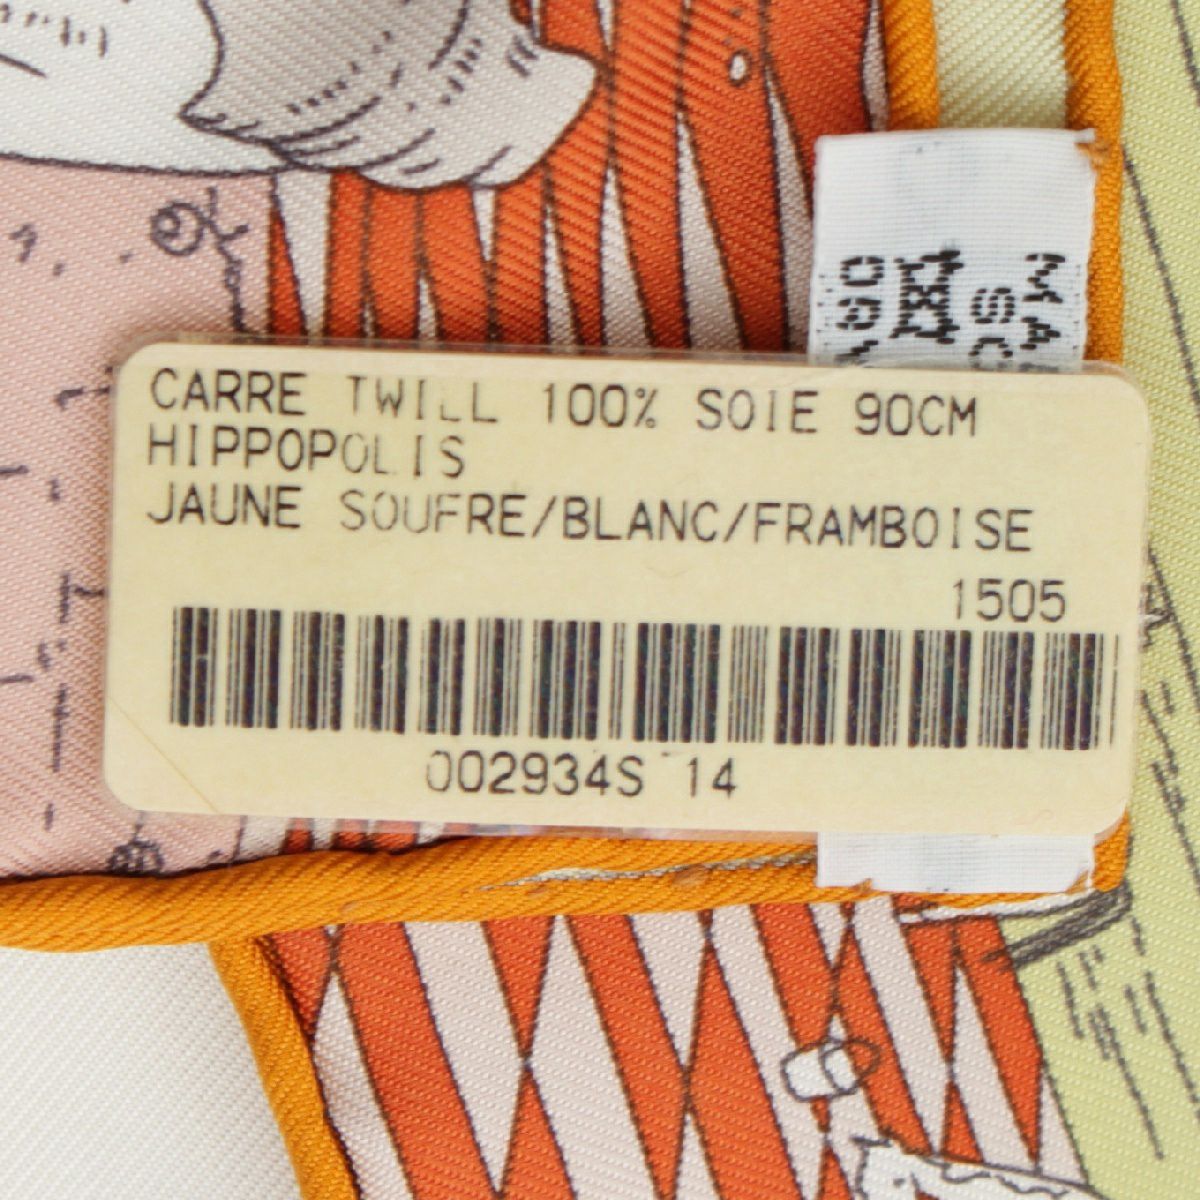 CARRE TWILL 100% SOIE 90CM
HIPPOPOLIS
JAUNE SOUFRE/BLANC/FRAMBOISE
1505
002934S 14